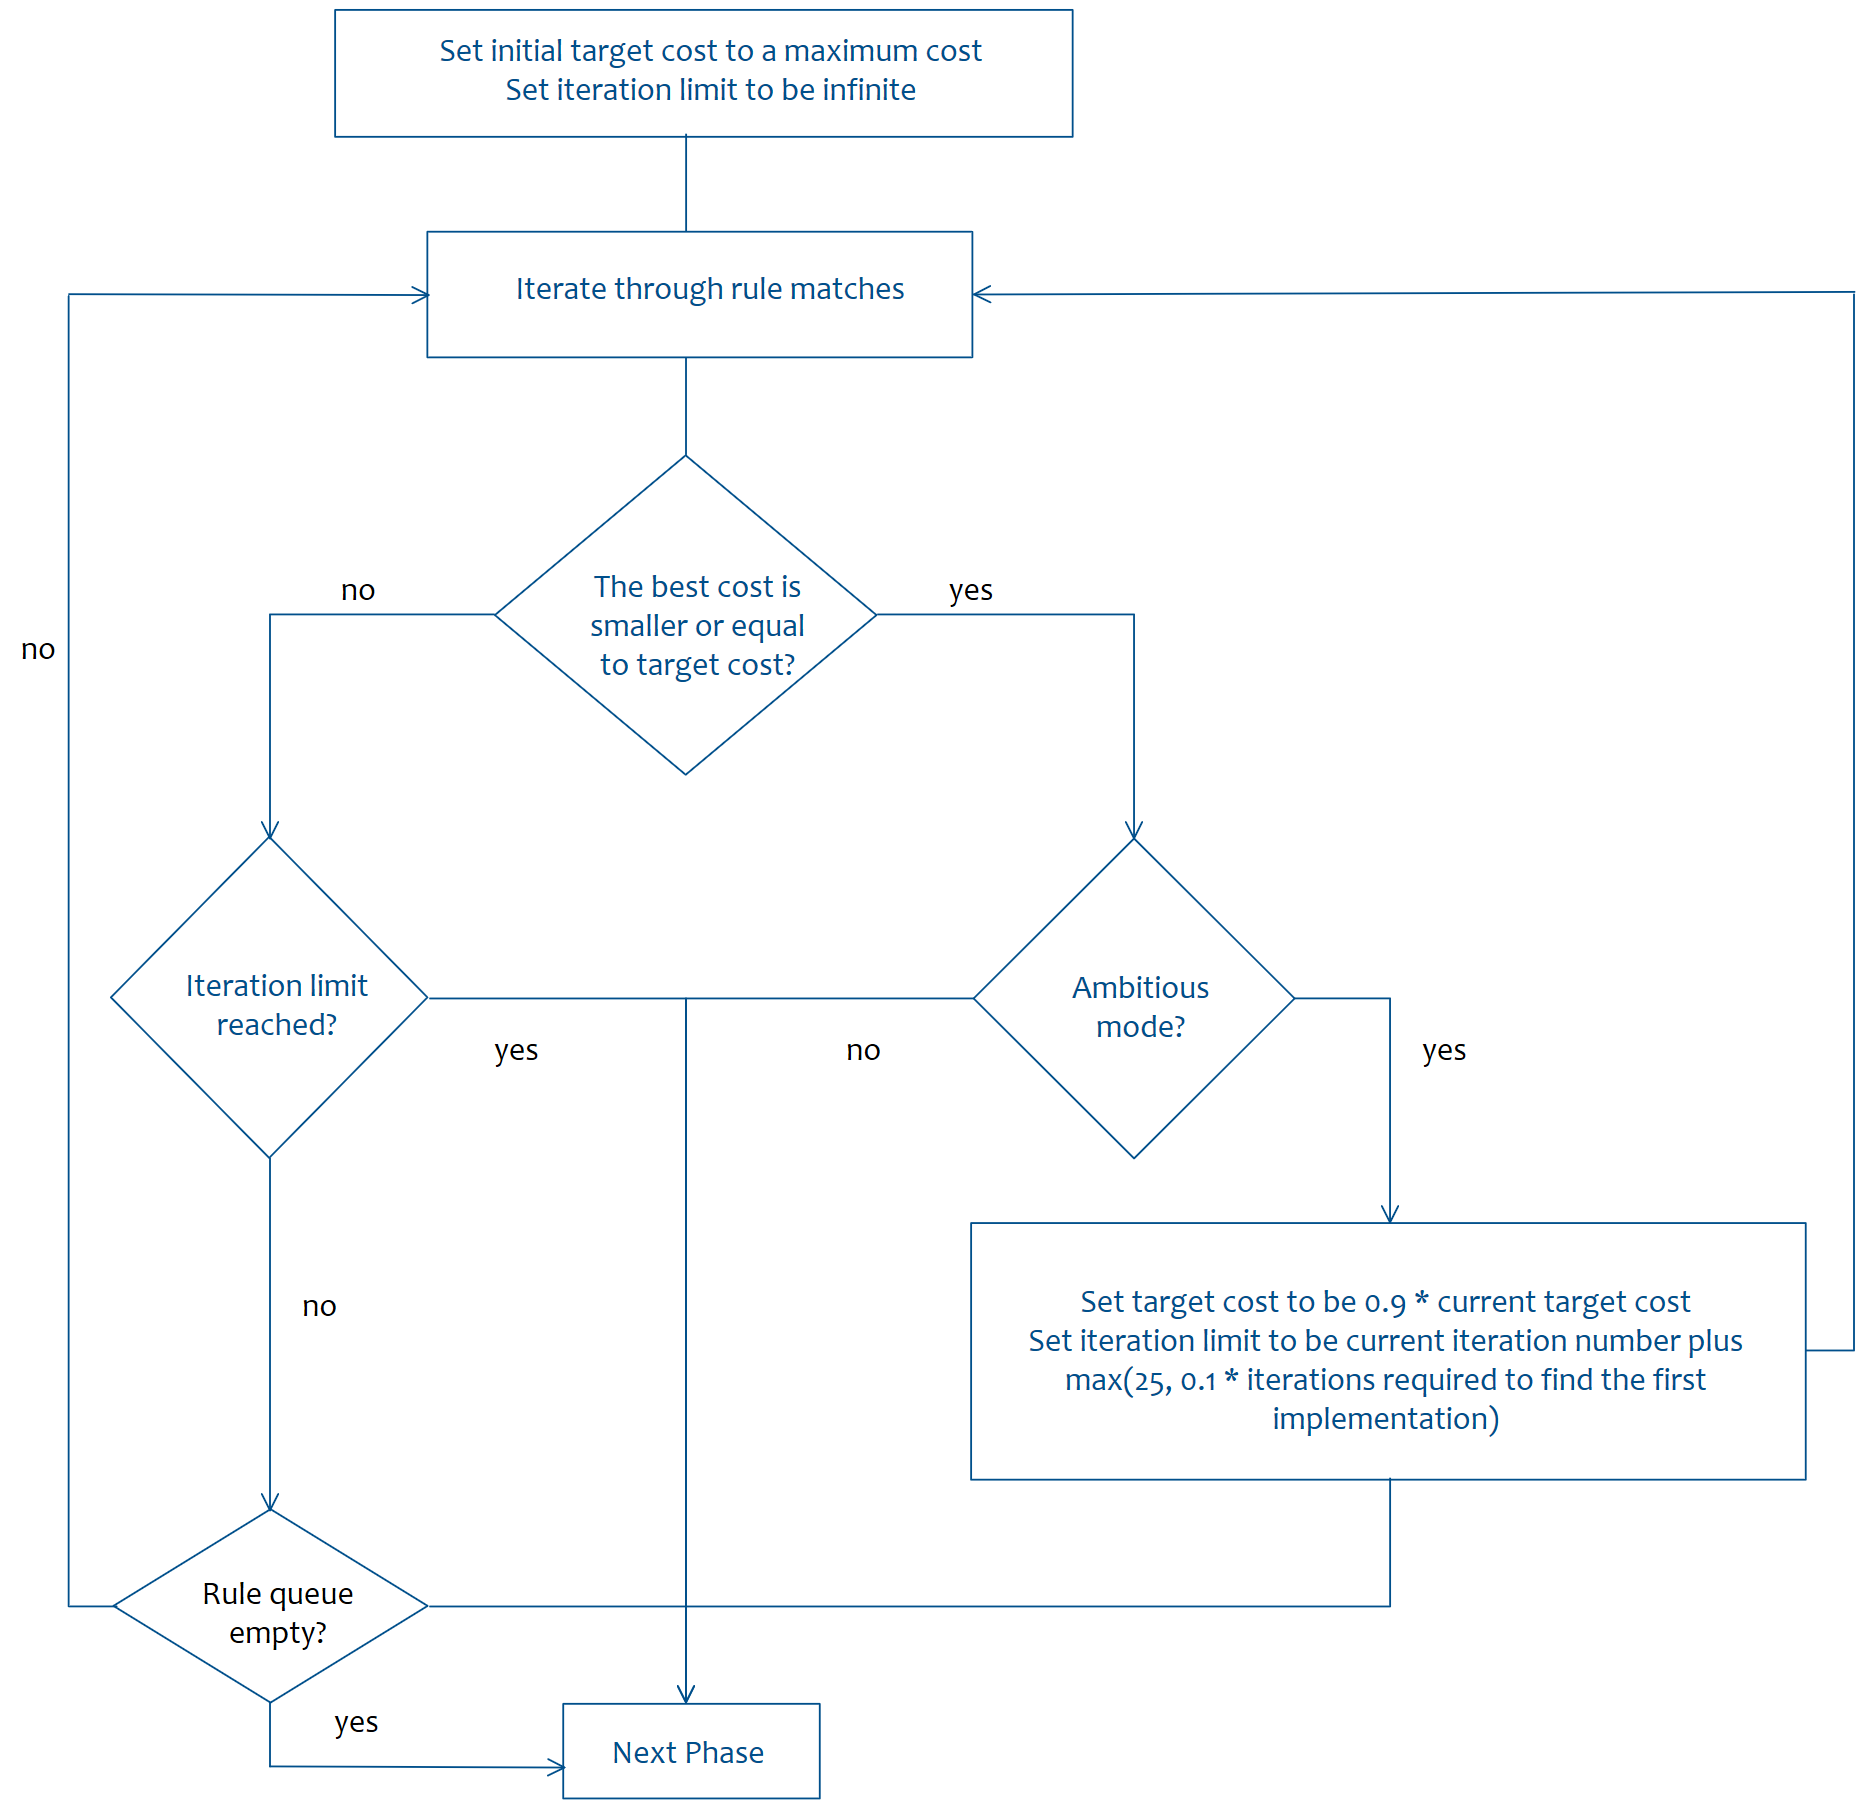 Set initial target cost to a maximum cost
Set iteration limit to be infinite
Iterate through rule matches
The best cost is
smaller or equal
to target cost?
no
yes
no
Iteration limit
reached?
Ambitious
mode?
yes
no
yes
no
Set target cost to be 0.9 * current target cost
Set iteration limit to be current iteration number plus
max(25, 0.1 * iterations required to find the first
implementation)
Rule queue
empty?
yes
Next Phase